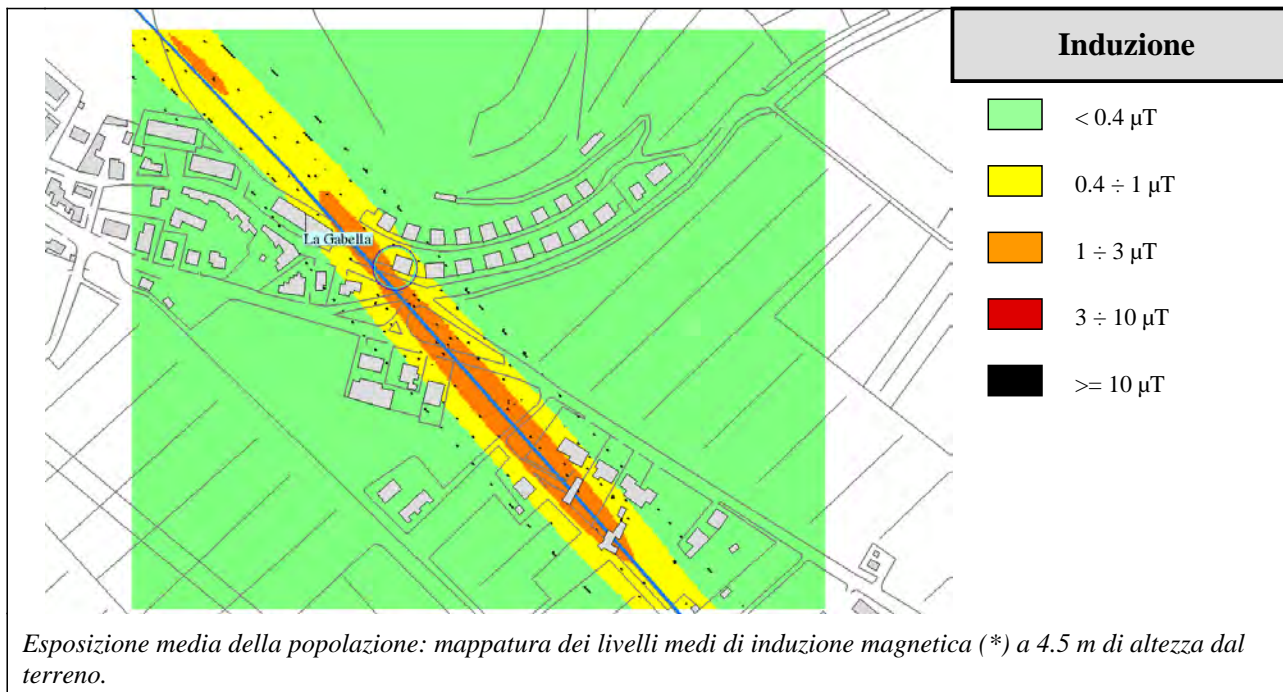 Induzione
< 0.4 µT
0.4 ÷ 1 µT
1 ÷ 3 µT
3 ÷ 10 µT
>= 10 µT
La Gabella
Esposizione media della popolazione: mappatura dei livelli medi di induzione magnetica (*) a 4.5 m di altezza dal
terreno.